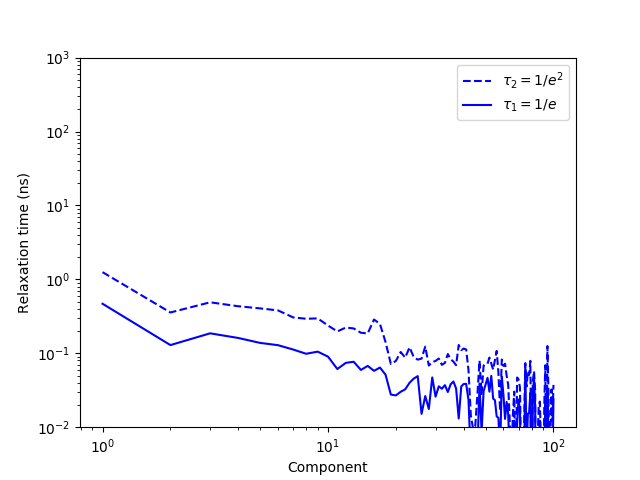 10³
10²
10¹
10⁰
10⁻¹
10⁻²
Relaxation time (ns)
τ₂ = 1/e²
τ₁ = 1/e
10⁰
10¹
10²
Component